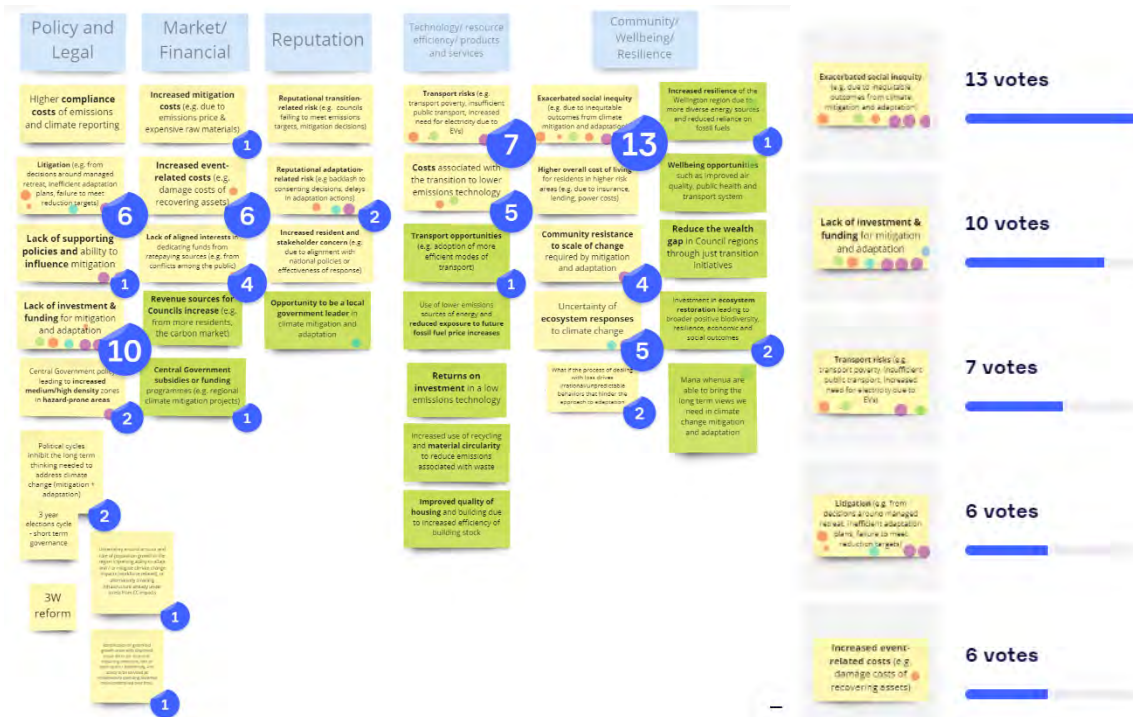 Policy and
Legal
Higher compliance
costs of emissions
and climate reporting
Litigation (e.g. from
decisions around managed
retreat, inefficient adaptation
plans, failure to meet
reduction targets)
6
Lack of supporting
policies and ability to
influence mitigation
1
Lack of investment &
funding for mitigation
and adaptation
10
Central Government policy
leading to increased
medium/high density zones
in hazard-prone areas
2
Political cycles
inhibit the long term
thinking needed to
address climate
change (mitigation +
adaptation)
2
3 year
elections cycle
- short term
governance
1
3W
reform
1
Market/
Financial
Increased mitigation
costs (e.g. due to
emissions price &
expensive raw materials)
1
Increased event-
related costs (e.g.
damage costs of
recovering assets)
6
Lack of aligned interests in
dedicating funds from
ratepaying sources (e.g. from
conflicts among the public)
4
Revenue sources for
Councils increase (e.g.
from more residents,
the carbon market)
Central Government
subsidies or funding
programmes (e.g. regional
climate mitigation projects)
1
Reputation
Reputational transition-
related risk (e.g. councils
failing to meet emissions
targets, mitigation decisions)
Reputational adaptation-
related risk (e.g backlash to
consenting decisions, delays
in adaptation actions)
2
Increased resident and
stakeholder concern (e.g.
due to alignment with
national policies or
effectiveness of response)
Opportunity to be a local
government leader in
climate mitigation and
adaptation
Technology/ resource
efficiency/ products
and services
Transport risks (e.g.
transport poverty, insufficient
public transport, increased
need for electricity due to
EVs)
7
Costs associated with
the transition to lower
emissions technology
5
Transport opportunities
(e.g. adoption of more
efficient modes of
transport)
1
Use of lower emissions
sources of energy and
reduced exposure to future
fossil fuel price increases
Returns on
investment in a low
emissions technology
Increased use of recycling
and material circularity
to reduce emissions
associated with waste
Improved quality of
housing and building due
to increased efficiency of
building stock
Community/
Wellbeing/
Resilience
Exacerbated social inequity
(e.g. due to inequitable
outcomes from climate
mitigation and adaptation)
13
Higher overall cost of living
for residents in higher risk
areas (e.g. due to insurance,
lending, power costs)
Community resistance
to scale of change
required by mitigation
and adaptation
4
Uncertainty of
ecosystem responses
to climate change
5
What if the process of dealing
with loss drives
irrational/unpredictable
behaviors that hinder the
approach to adaptation
2
Increased resilience of the
Wellington region due to
more diverse energy sources
and reduced reliance on
fossil fuels
1
Wellbeing opportunities
such as improved air
quality, public health and
transport system
Reduce the wealth
gap in Council regions
through just transition
initiatives
Investment in ecosystem
restoration leading to
broader positive biodiversity,
resilience, economic and
social outcomes
2
Mana whenua are
able to bring the
long term views we
need in climate
change mitigation
and adaptation
Exacerbated social inequity
(e.g. due to inequitable
outcomes from climate
mitigation and adaptation)
13 votes
Lack of investment &
funding for mitigation
and adaptation
10 votes
Transport risks (e.g.
transport poverty, insufficient
public transport, increased
need for electricity due to
EVs)
7 votes
Litigation (e.g. from
decisions around managed
retreat, inefficient adaptation
plans, failure to meet
reduction targets)
6 votes
Increased event-
related costs (e.g.
damage costs of
recovering assets)
6 votes